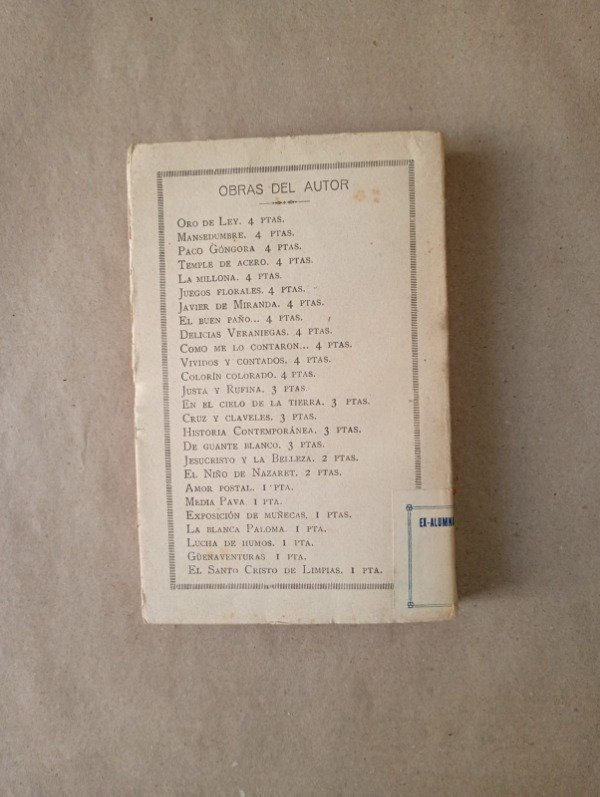 OBRAS DEL AUTOR
ORO DE LEY. 4 PTAS.
MANSEDUMBRE. 4 PTAS.
PACO GÓNGORA 4 PTAS.
TEMPLE DE ACERO. 4 PTAS.
LA MILLONA. 4 PTAS.
JUEGOS FLORALES. 4 PTAS.
JAVIER DE MIRANDA. 4 PTAS.
EL BUEN PAÑO... 4 PTAS.
DELICIAS VERANIEGAS. 4 PTAS.
COMO ME LO CONTARON... 4 PTAS.
VIVIDOS Y CONTADOS. 4 PTAS.
COLORÍN COLORADO. 4 PTAS.
JUSTA Y RUFINA. 3 PTAS
EN EL CIELO DE LA TIERRA. 3 PTAS.
CRUZ Y CLAVELES. 3 PTAS.
HISTORIA CONTEMPORÁNEA. 3 PTAS.
DE GUANTE BLANCO. 3 PTAS.
JESUCRISTO Y LA BELLEZA. 2 PTAS.
EL NIÑO DE NAZARET. 2 PTAS.
AMOR POSTAL. 1 PTA.
MEDIA PAVA. 1 PTA.
EXPOSICIÓN DE MUÑECAS. 1 PTAS.
LA BLANCA PALOMA. 1 PTA.
LUCHA DE HUMOS. 1 PTA.
GÜENAVENTURAS 1 PTA.
EL SANTO CRISTO DE LIMPIAS. 1 PTA.
EX-ALUMN